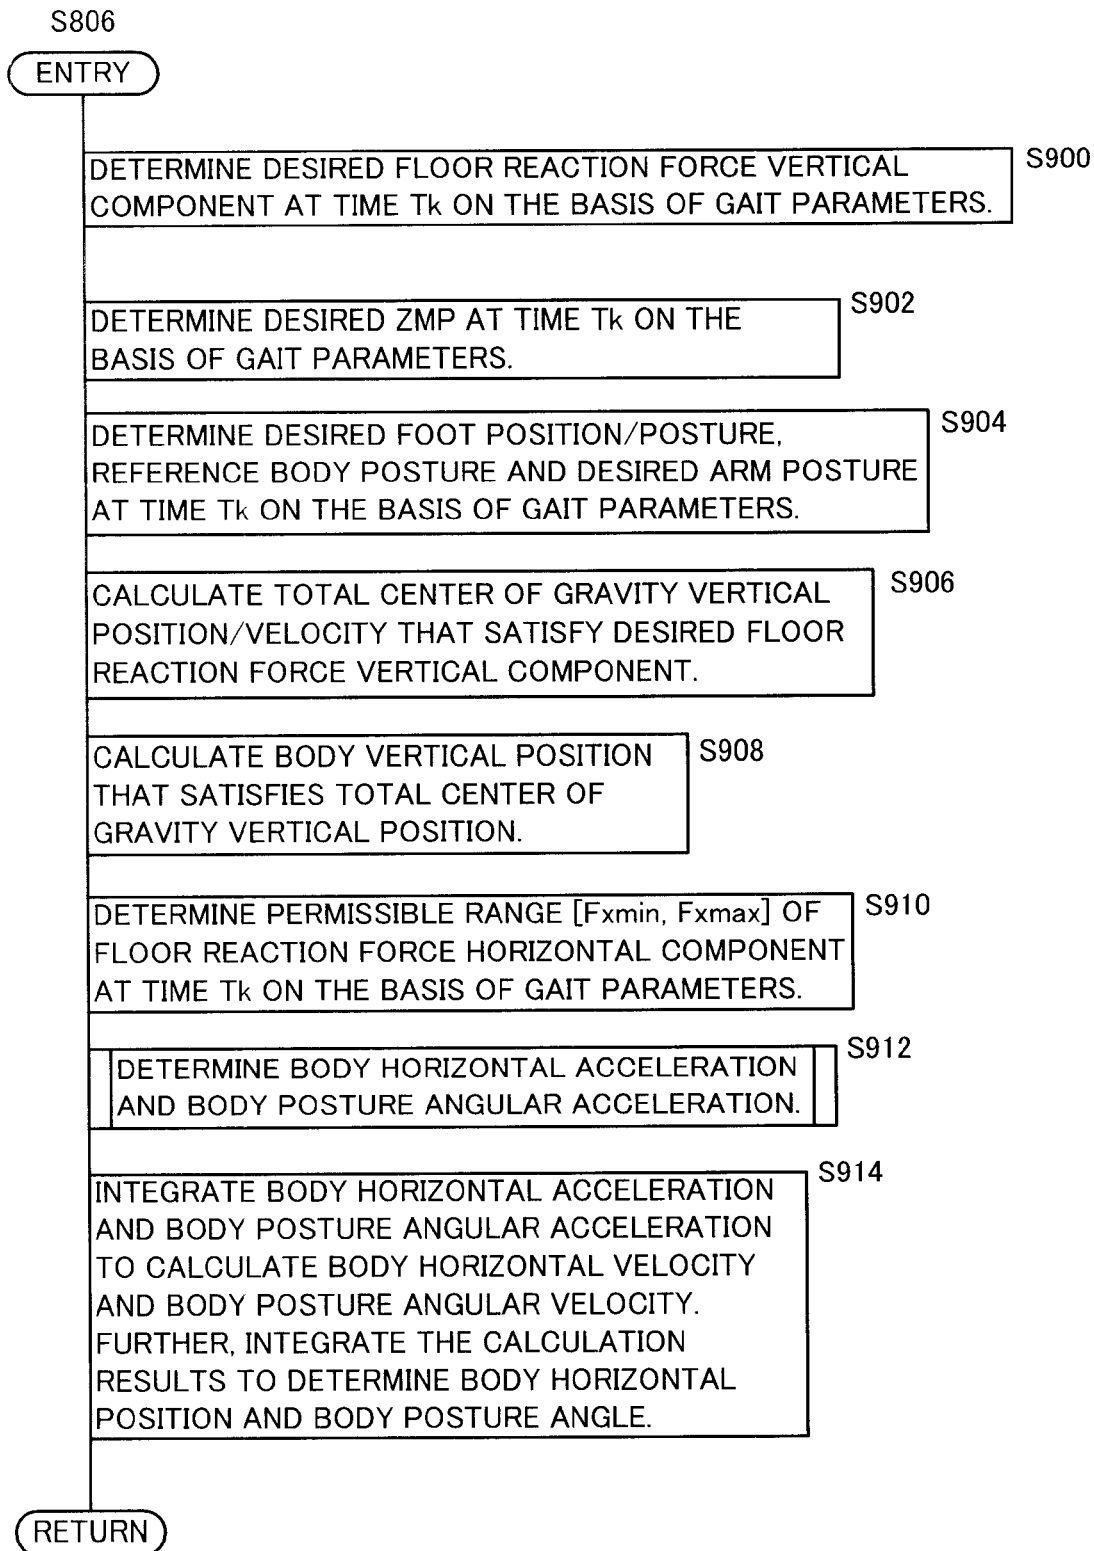 S806
ENTRY
DETERMINE DESIRED FLOOR REACTION FORCE VERTICAL
COMPONENT AT TIME Tk ON THE BASIS OF GAIT PARAMETERS.
S900
DETERMINE DESIRED ZMP AT TIME Tk ON THE
BASIS OF GAIT PARAMETERS.
S902
DETERMINE DESIRED FOOT POSITION/POSTURE,
REFERENCE BODY POSTURE AND DESIRED ARM POSTURE
AT TIME Tk ON THE BASIS OF GAIT PARAMETERS.
S904
CALCULATE TOTAL CENTER OF GRAVITY VERTICAL
POSITION/VELOCITY THAT SATISFY DESIRED FLOOR
REACTION FORCE VERTICAL COMPONENT.
S906
CALCULATE BODY VERTICAL POSITION
THAT SATISFIES TOTAL CENTER OF
GRAVITY VERTICAL POSITION.
S908
DETERMINE PERMISSIBLE RANGE [Fxmin, Fxmax] OF
FLOOR REACTION FORCE HORIZONTAL COMPONENT
AT TIME Tk ON THE BASIS OF GAIT PARAMETERS.
S910
DETERMINE BODY HORIZONTAL ACCELERATION
AND BODY POSTURE ANGULAR ACCELERATION.
S912
INTEGRATE BODY HORIZONTAL ACCELERATION
AND BODY POSTURE ANGULAR ACCELERATION
TO CALCULATE BODY HORIZONTAL VELOCITY
AND BODY POSTURE ANGULAR VELOCITY.
FURTHER, INTEGRATE THE CALCULATION
RESULTS TO DETERMINE BODY HORIZONTAL
POSITION AND BODY POSTURE ANGLE.
S914
RETURN